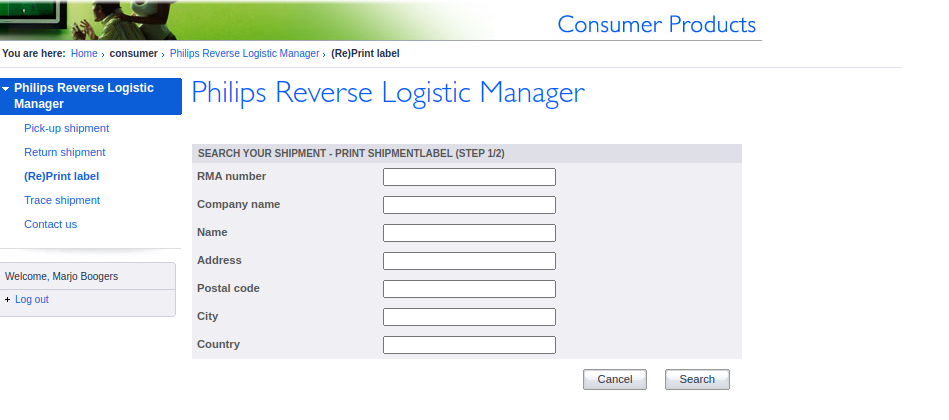 Consumer Products
You are here: Home › consumer › Philips Reverse Logistic Manager › (Re)Print label
Philips Reverse Logistic
Manager
Pick-up shipment
Return shipment
(Re)Print label
Trace shipment
Contact us
Welcome, Marjo Boogers
Log out
Philips Reverse Logistic Manager
SEARCH YOUR SHIPMENT - PRINT SHIPMENTLABEL (STEP 1/2)
RMA number
Company name
Name
Address
Postal code
City
Country
Cancel Search